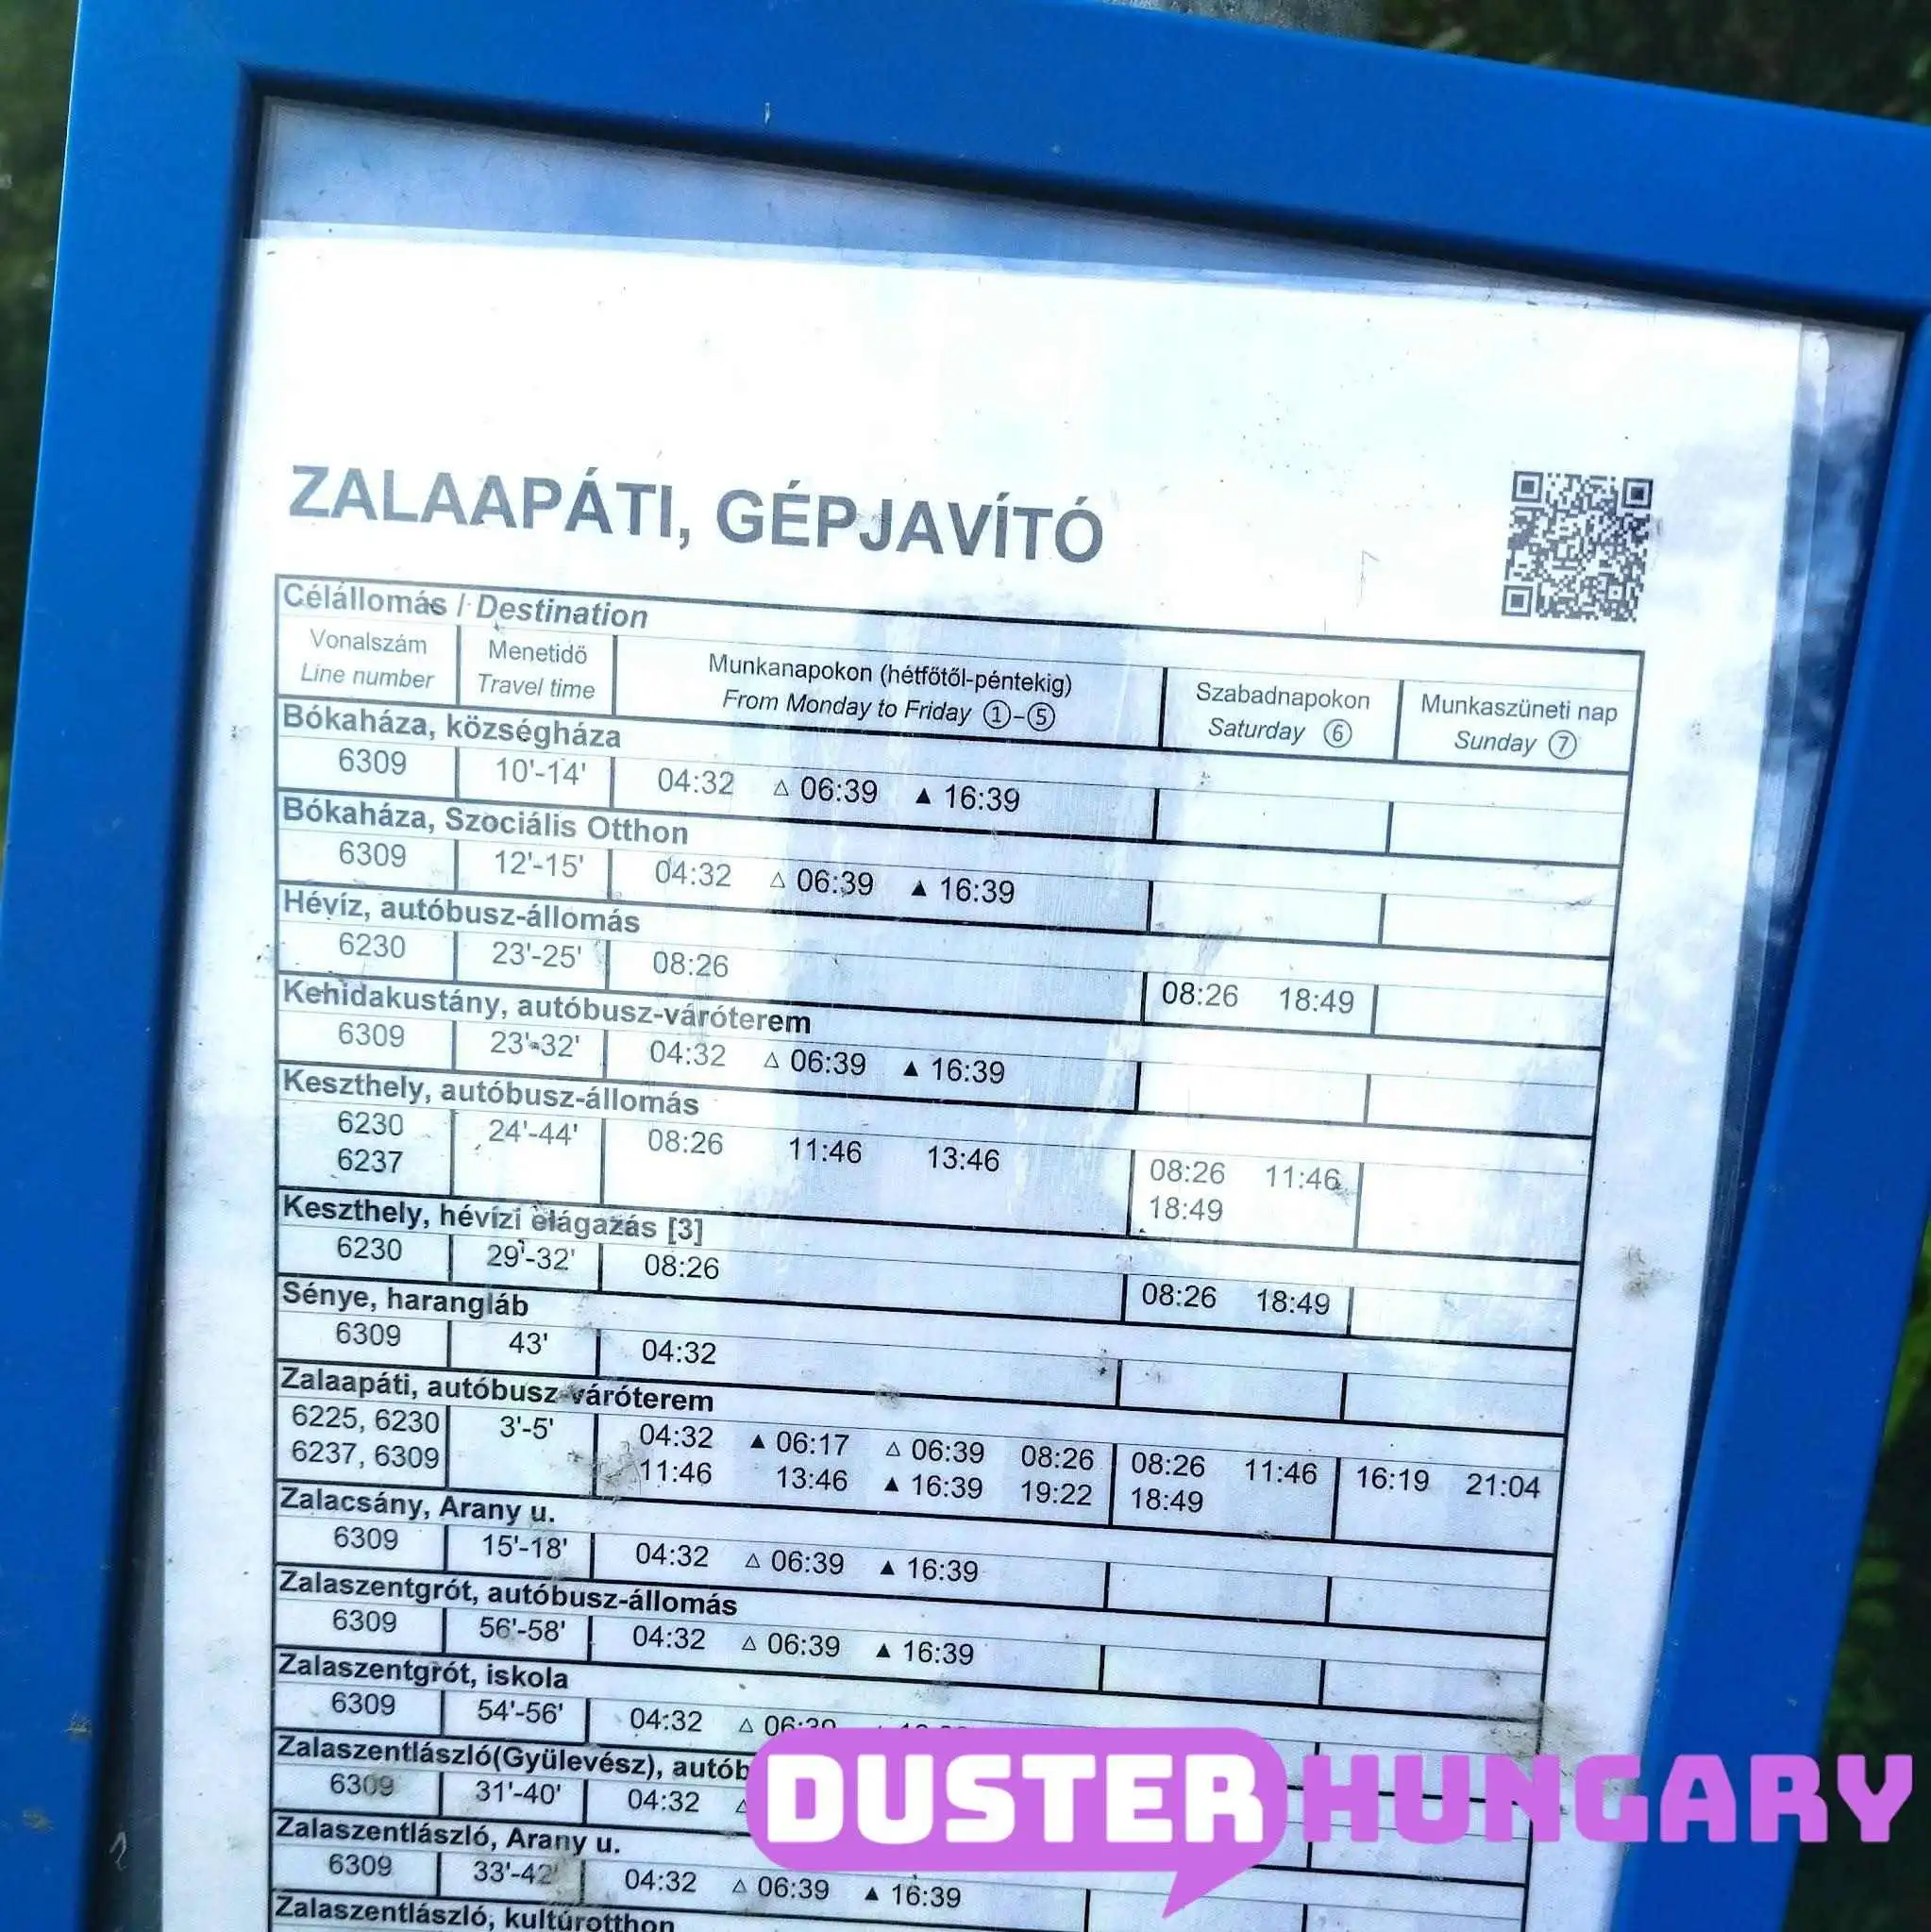 ZALAAPÁTI, GÉPJAVÍTÓ
Célállomás / Destination
Vonalszám Menetidő Munkanapokon (hétfőtől-péntekig) Szabadnapokon Munkaszüneti nap
Line number Travel time From Monday to Friday ①-⑤ Saturday ⑥ Sunday ⑦
Bókaháza, községháza
6309 10'-14' 04:32 △ 06:39 ▲ 16:39
Bókaháza, Szociális Otthon
6309 12'-15' 04:32 △ 06:39 ▲ 16:39
Hévíz, autóbusz-állomás
6230 23'-25' 08:26 08:26 18:49
Kehidakustány, autóbusz-váróterem
6309 23'-32' 04:32 △ 06:39 ▲ 16:39
Keszthely, autóbusz-állomás
6230 24'-44' 08:26 11:46 13:46 08:26 11:46
6237 18:49
Keszthely, hévízi elágazás [3]
6230 29'-32' 08:26 08:26 18:49
Sénye, harangláb
6309 43' 04:32
Zalaapáti, autóbusz-váróterem
6225, 6230 3'-5' 04:32 ▲ 06:17 △ 06:39 08:26 08:26 11:46 16:19 21:04
6237, 6309 11:46 13:46 ▲ 16:39 19:22 18:49
Zalacsány, Arany u.
6309 15'-18' 04:32 △ 06:39 ▲ 16:39
Zalaszentgrót, autóbusz-állomás
6309 56'-58' 04:32 △ 06:39 ▲ 16:39
Zalaszentgrót, iskola
6309 54'-56' 04:32 △ 06:39
Zalaszentlászló(Gyülevész), autób
6309 31'-40' 04:32 △
Zalaszentlászló, Arany u.
6309 33'-42' 04:32 △ 06:39 ▲ 16:39
Zalaszentlászló, kultúrotthon
DUSTER HUNGARY